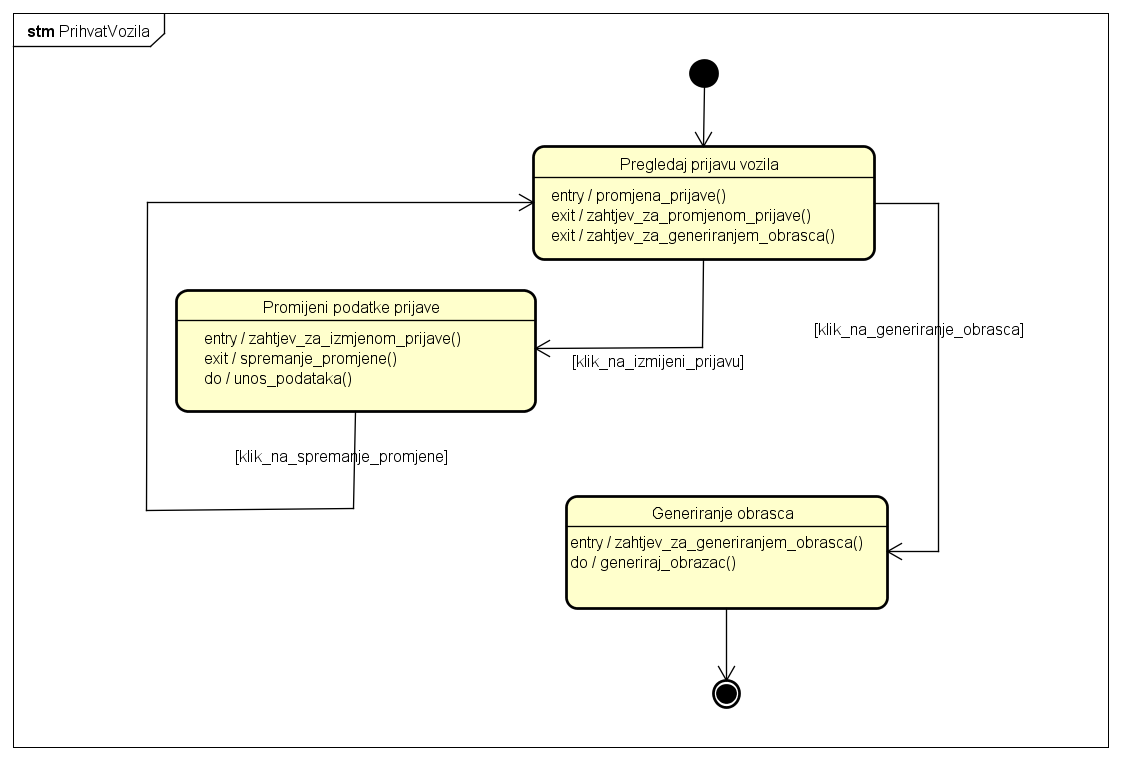 stm PrihvatVozila
Pregledaj prijavu vozila
entry / promjena_prijave()
exit / zahtjev_za_promjenom_prijave()
exit / zahtjev_za_generiranjem_obrasca()
Promijeni podatke prijave
entry / zahtjev_za_izmjenom_prijave()
exit / spremanje_promjene()
do / unos_podataka()
[klik_na_generiranje_obrasca]
[klik_na_izmijeni_prijavu]
[klik_na_spremanje_promjene]
Generiranje obrasca
entry / zahtjev_za_generiranjem_obrasca()
do / generiraj_obrazac()